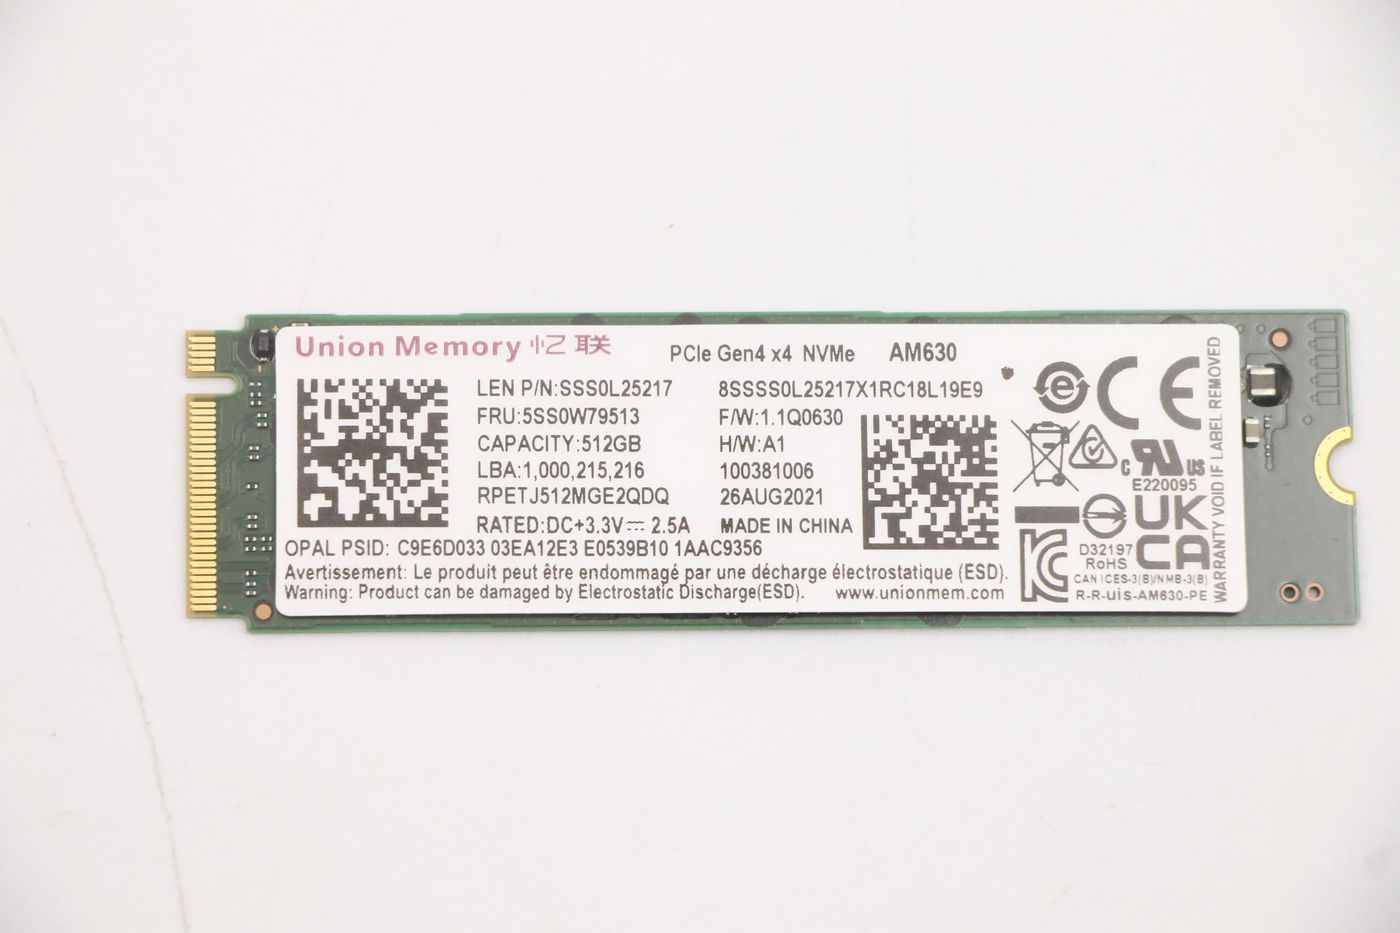 Union Memory 忆联
PCIe Gen4 x4 NVMe AM630
LEN P/N:SSS0L25217
FRU:5SS0W79513
CAPACITY:512GB
LBA:1,000,215,216
RPETJ512MGE2QDQ
RATED:DC+3.3V⎓2.5A
8SSSS0L25217X1RC18L19E9
F/W:1.1Q0630
H/W:A1
100381006
26AUG2021
MADE IN CHINA
OPAL PSID: C9E6D033 03EA12E3 E0539B10 1AAC9356
Avertissement: Le produit peut être endommagé par une décharge électrostatique (ESD).
Warning: Product can be damaged by Electrostatic Discharge(ESD).
www.unionmem.com
e CE
c RU US
E220095
UK
CA
D32197
RoHS
KC
CAN ICES-3(B)/NMB-3(B)
R-R-uis-AM630-PE
WARRANTY VOID IF LABEL REMOVED